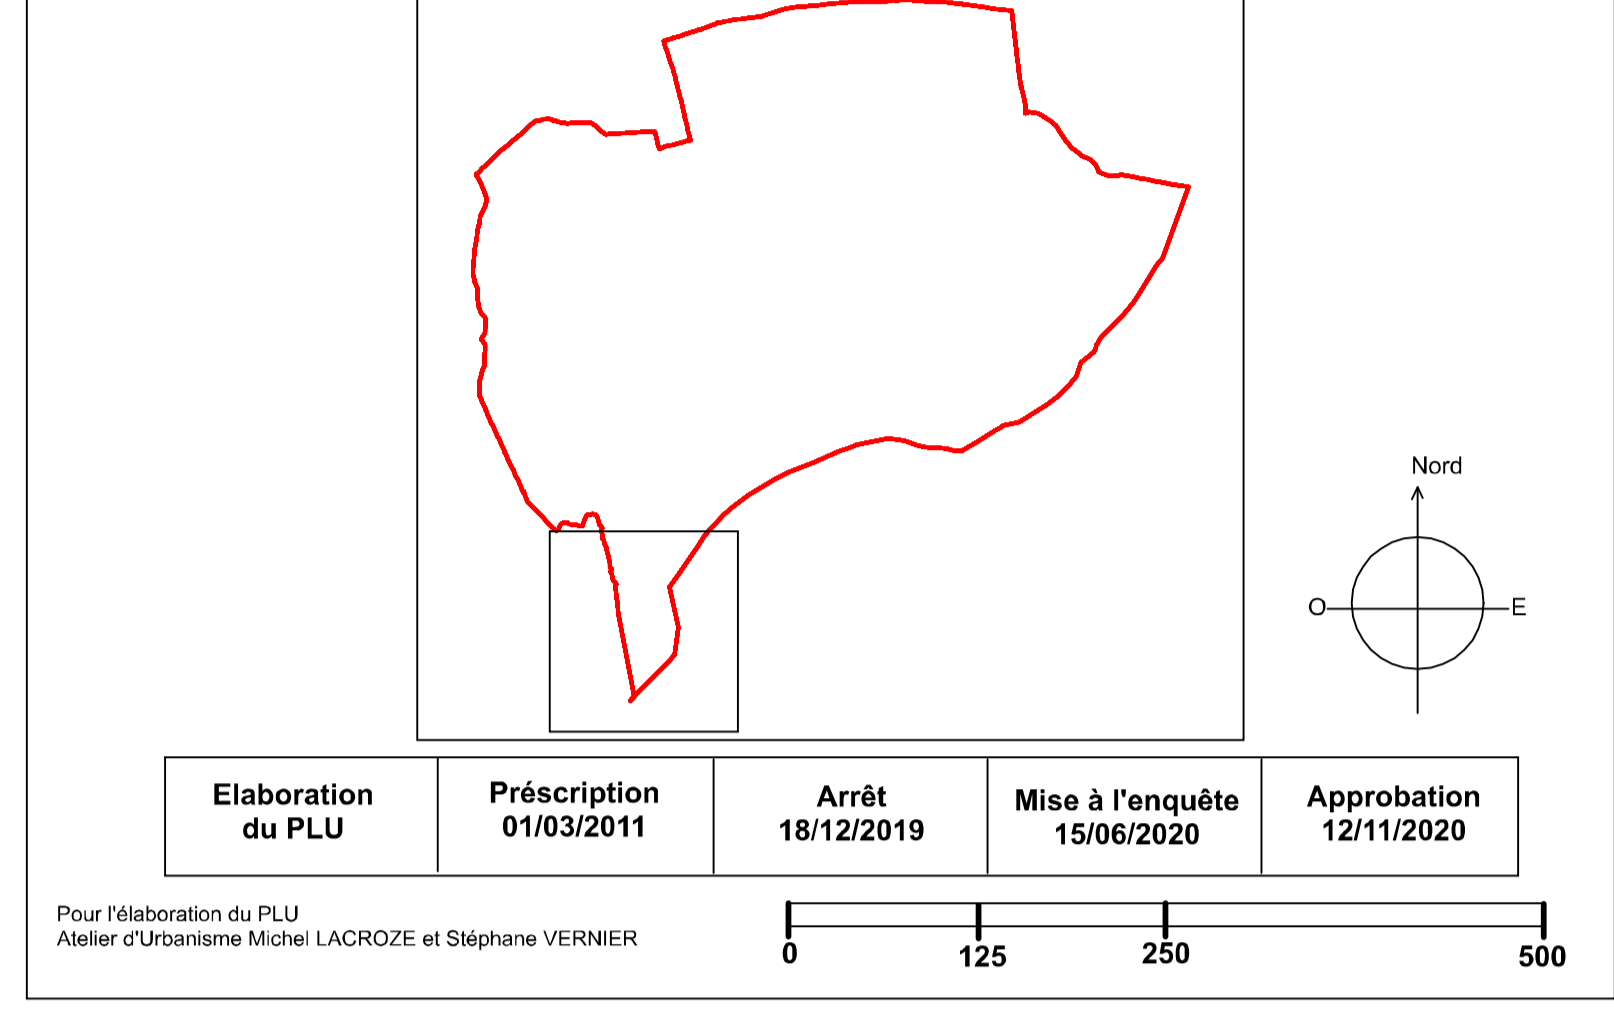 Nord
O
E
Elaboration
du PLU
Préscription
01/03/2011
Arrêt
18/12/2019
Mise à l'enquête
15/06/2020
Approbation
12/11/2020
Pour l'élaboration du PLU
Atelier d'Urbanisme Michel LACROZE et Stéphane VERNIER
0
125
250
500